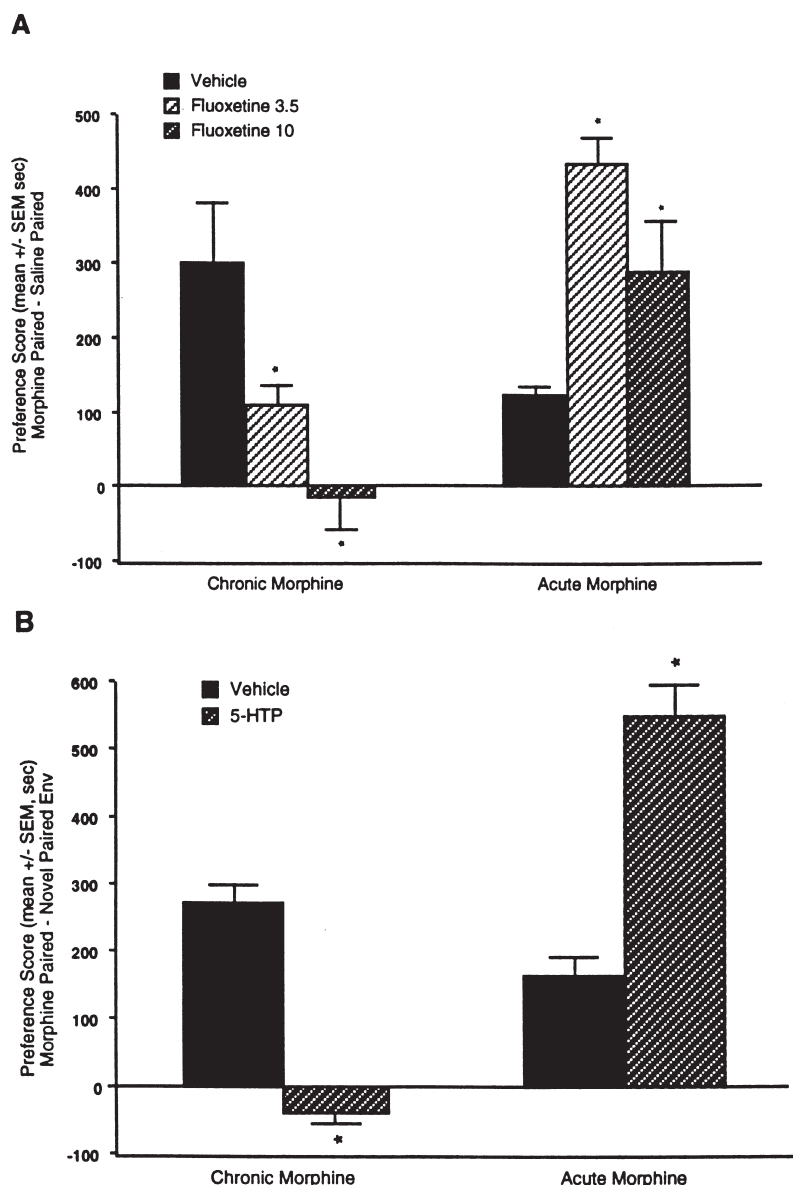 A
Vehicle
Fluoxetine 3.5
Fluoxetine 10
Preference Score (mean +/- SEM sec)
Morphine Paired - Saline Paired
500
400
300
200
100
0
-100
*
*
*
*
Chronic Morphine
Acute Morphine
B
Vehicle
5-HTP
Preference Score (mean +/- SEM, sec)
Morphine Paired - Novel Paired Env
600
500
400
300
200
100
0
-100
*
*
Chronic Morphine
Acute Morphine